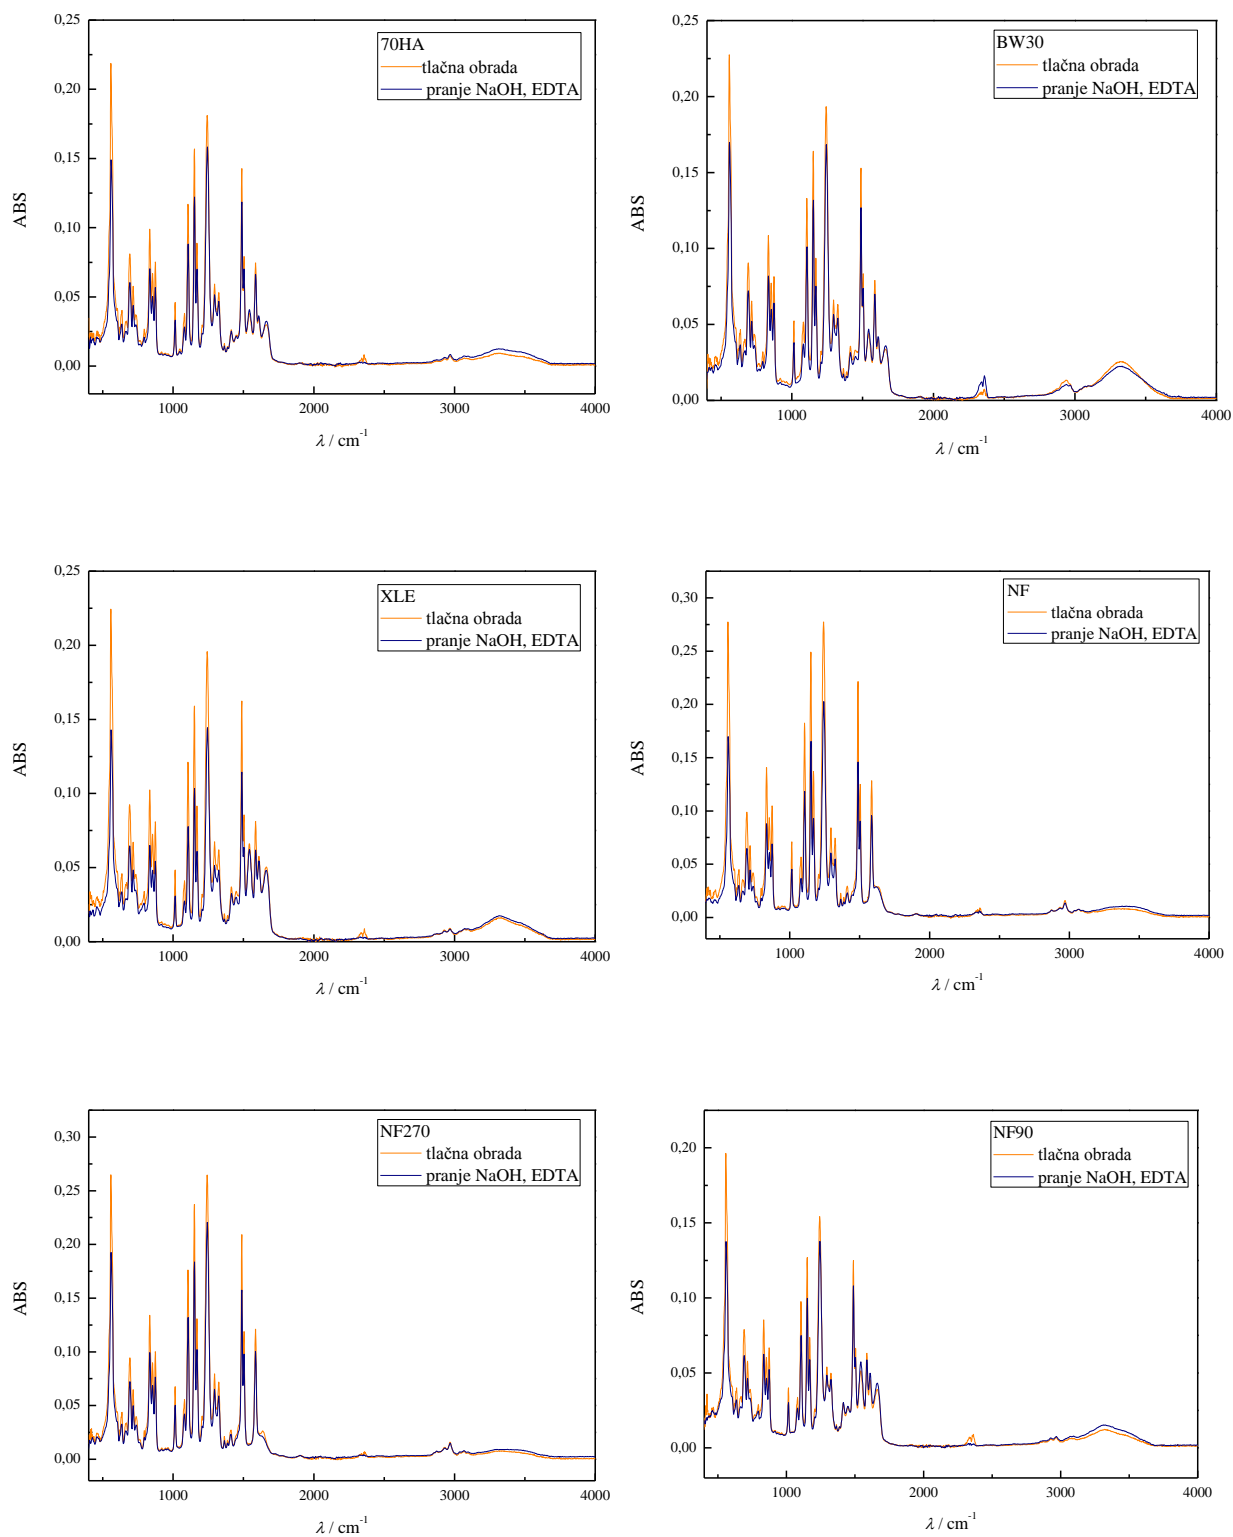 0,25
0,20
0,15
0,10
0,05
0,00
ABS
70HA
tlačna obrada
pranje NaOH, EDTA
1000 2000 3000 4000
λ / cm-1
0,25
0,20
0,15
0,10
0,05
0,00
ABS
BW30
tlačna obrada
pranje NaOH, EDTA
1000 2000 3000 4000
λ / cm-1
0,25
0,20
0,15
0,10
0,05
0,00
ABS
XLE
tlačna obrada
pranje NaOH, EDTA
1000 2000 3000 4000
λ / cm-1
0,30
0,25
0,20
0,15
0,10
0,05
0,00
ABS
NF
tlačna obrada
pranje NaOH, EDTA
1000 2000 3000 4000
λ / cm-1
0,30
0,25
0,20
0,15
0,10
0,05
0,00
ABS
NF270
tlačna obrada
pranje NaOH, EDTA
1000 2000 3000 4000
λ / cm-1
0,20
0,15
0,10
0,05
0,00
ABS
NF90
tlačna obrada
pranje NaOH, EDTA
1000 2000 3000 4000
λ / cm-1